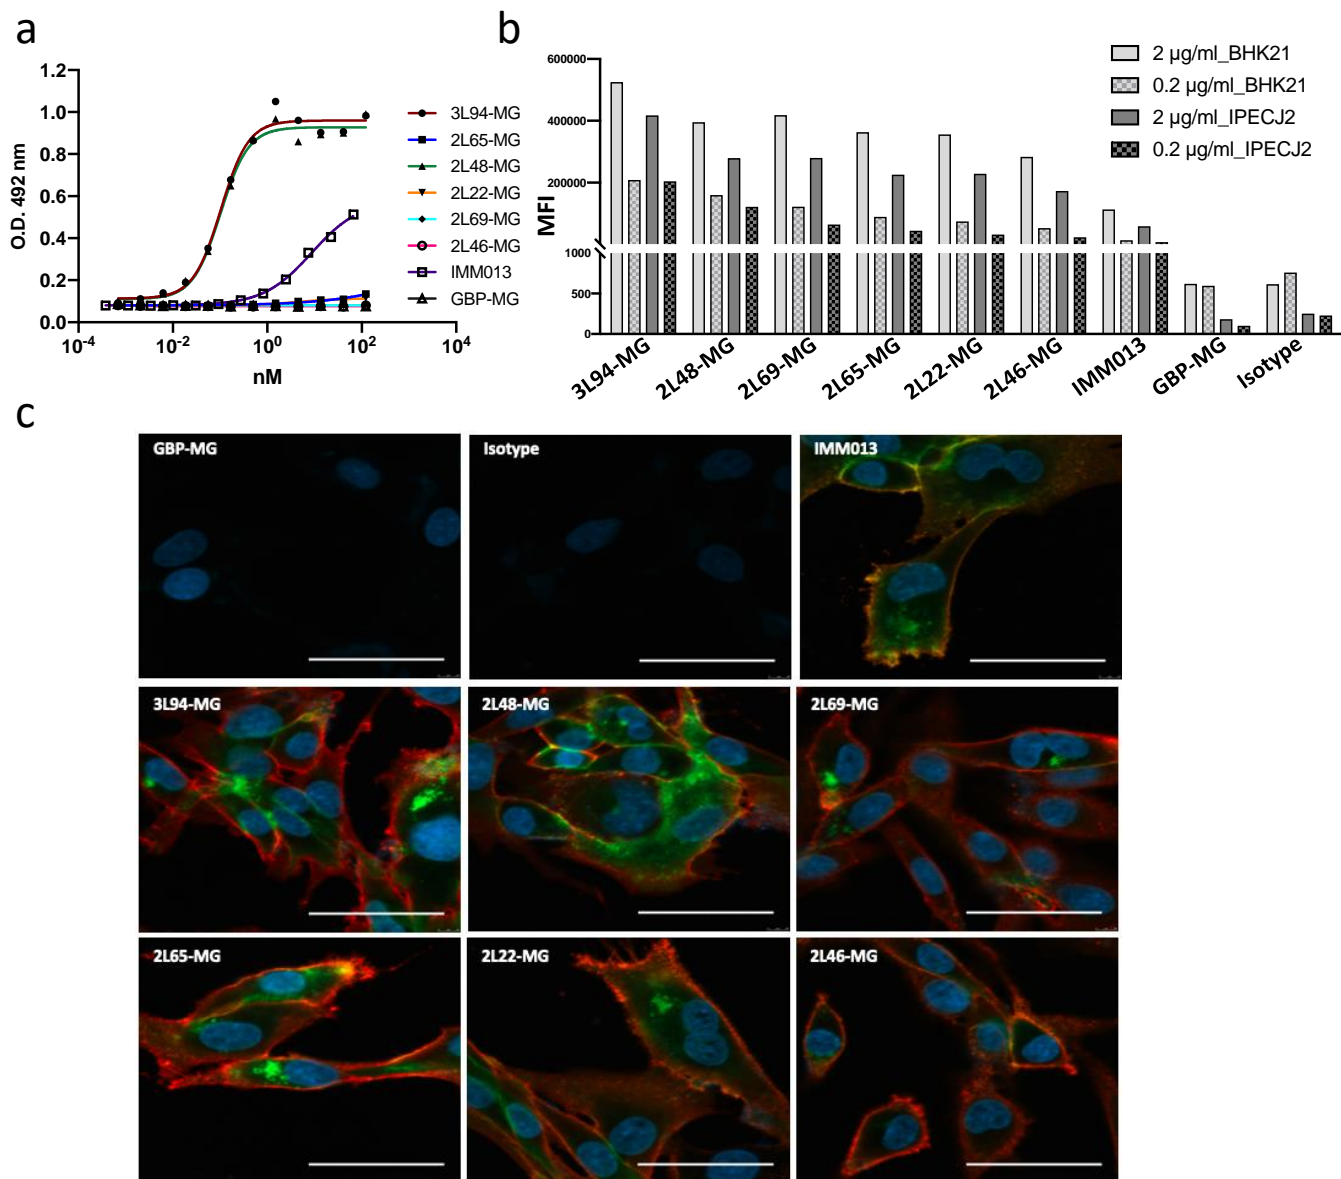 a
1.2
1.0
0.8
0.6
0.4
0.2
0.0
O.D. 492 nm
10-4
10-2
100
102
104
nM
3L94-MG
2L65-MG
2L48-MG
2L22-MG
2L69-MG
2L46-MG
IMM013
GBP-MG
b
600000
400000
200000
1000
500
0
MFI
2 µg/ml_BHK21
0.2 µg/ml_BHK21
2 µg/ml_IPECJ2
0.2 µg/ml_IPECJ2
3L94-MG
2L48-MG
2L69-MG
2L65-MG
2L22-MG
2L46-MG
IMM013
GBP-MG
Isotype
c
GBP-MG
Isotype
IMM013
3L94-MG
2L48-MG
2L69-MG
2L65-MG
2L22-MG
2L46-MG